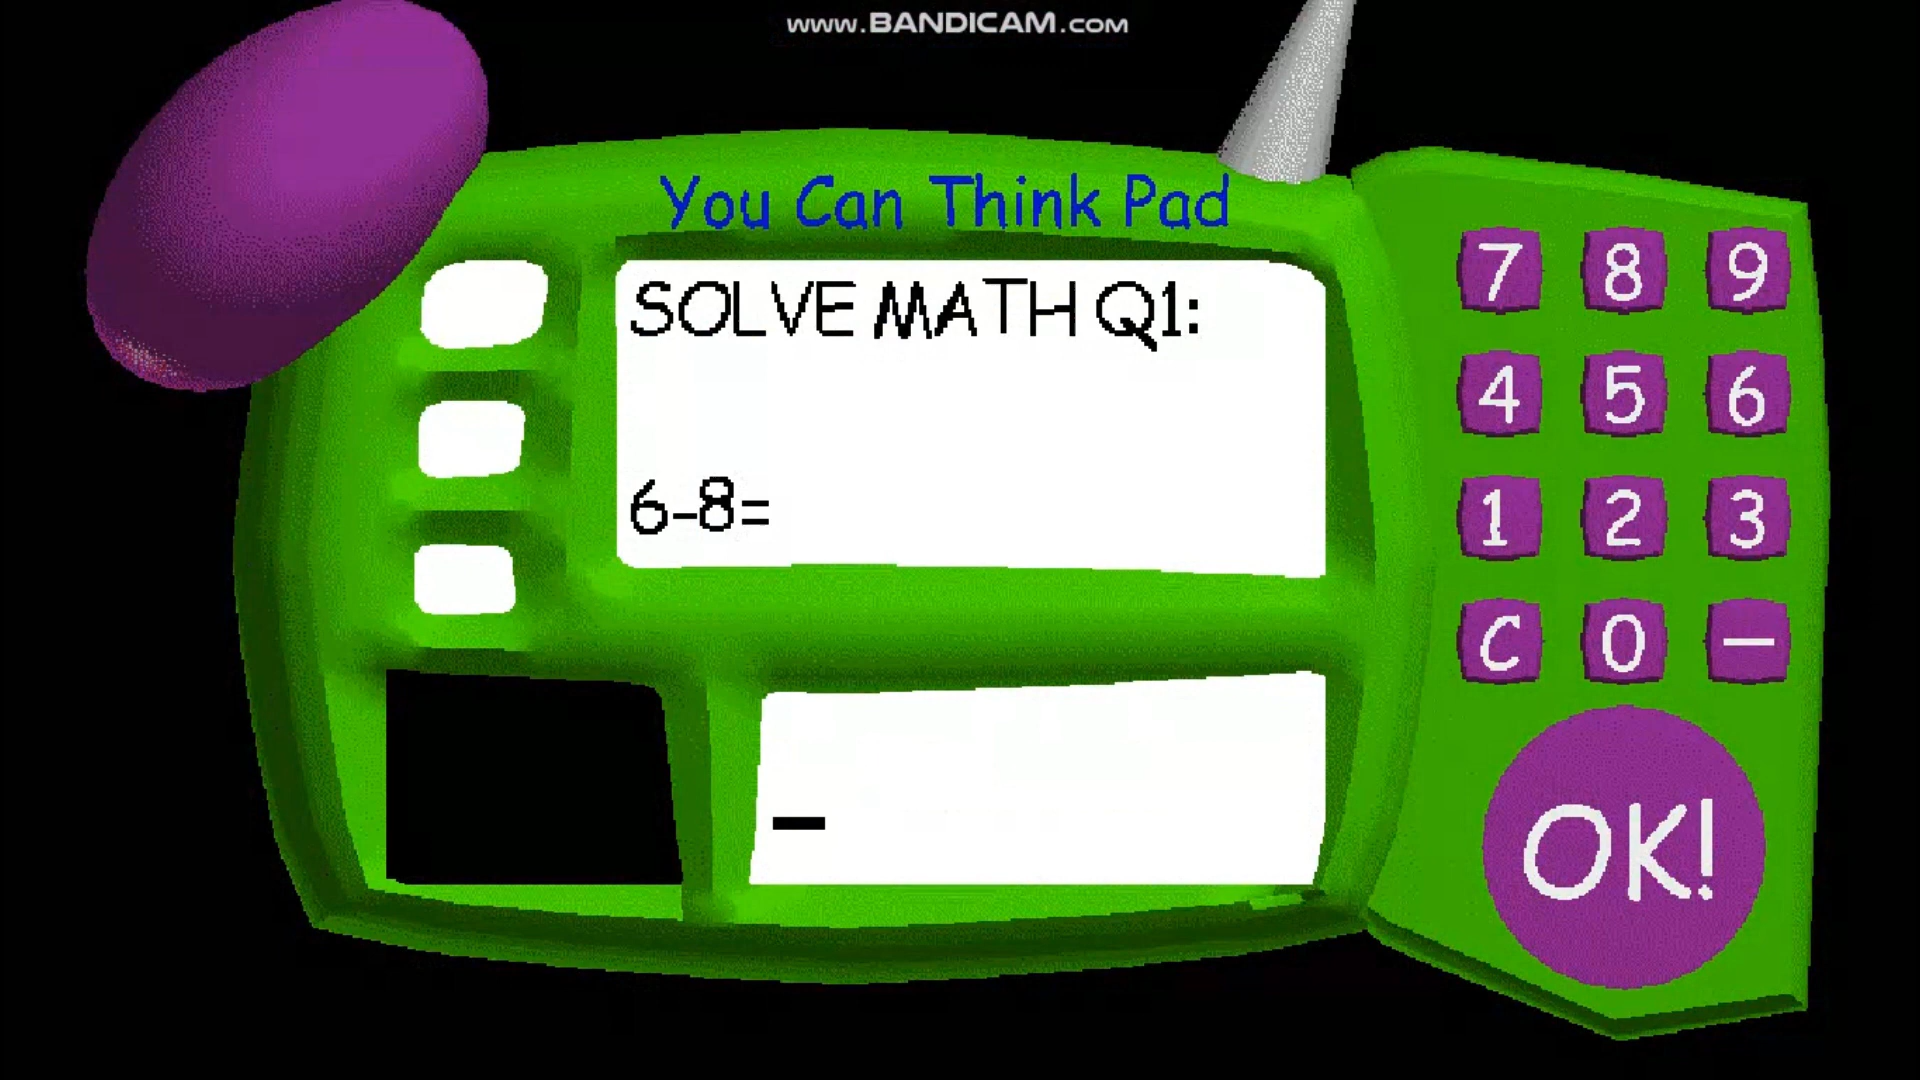 www.BANDICAM.com
You Can Think Pad
SOLVE MATH Q1:
6-8=
7 8 9
4 5 6
1 2 3
C 0 −
−
OK!